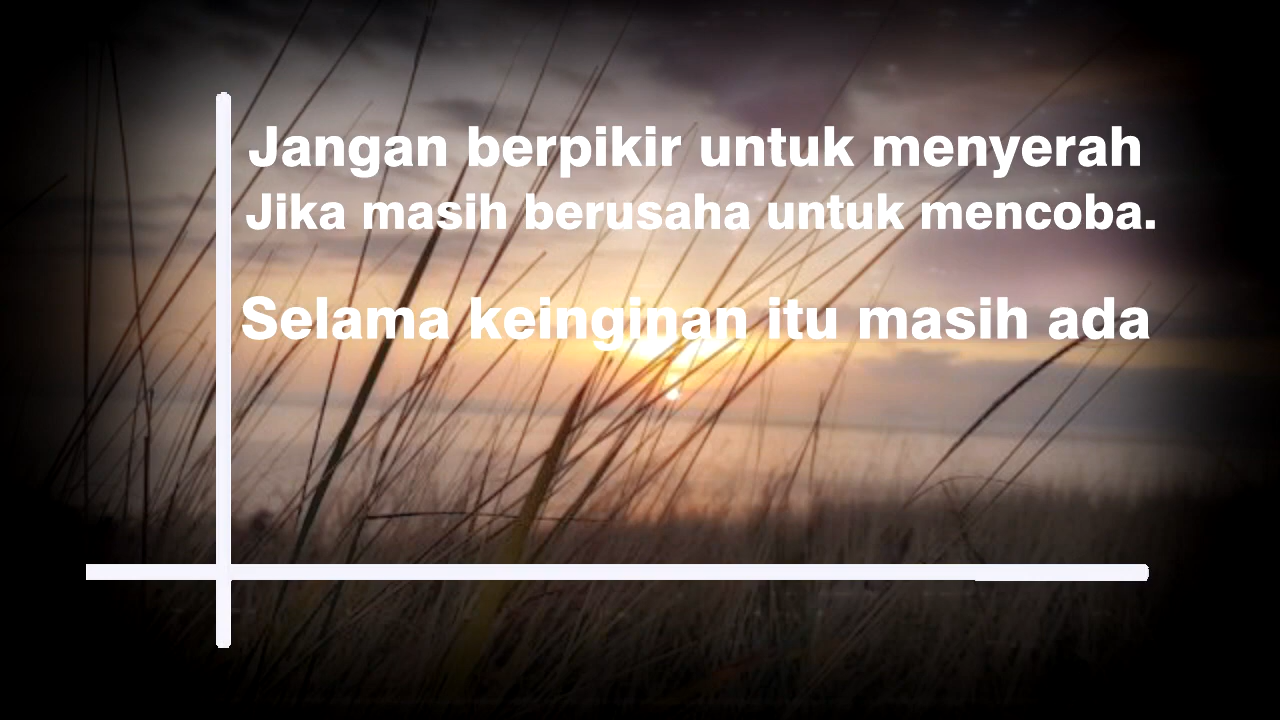 Jangan berpikir untuk menyerah
Jika masih berusaha untuk mencoba.
Selama keinginan itu masih ada